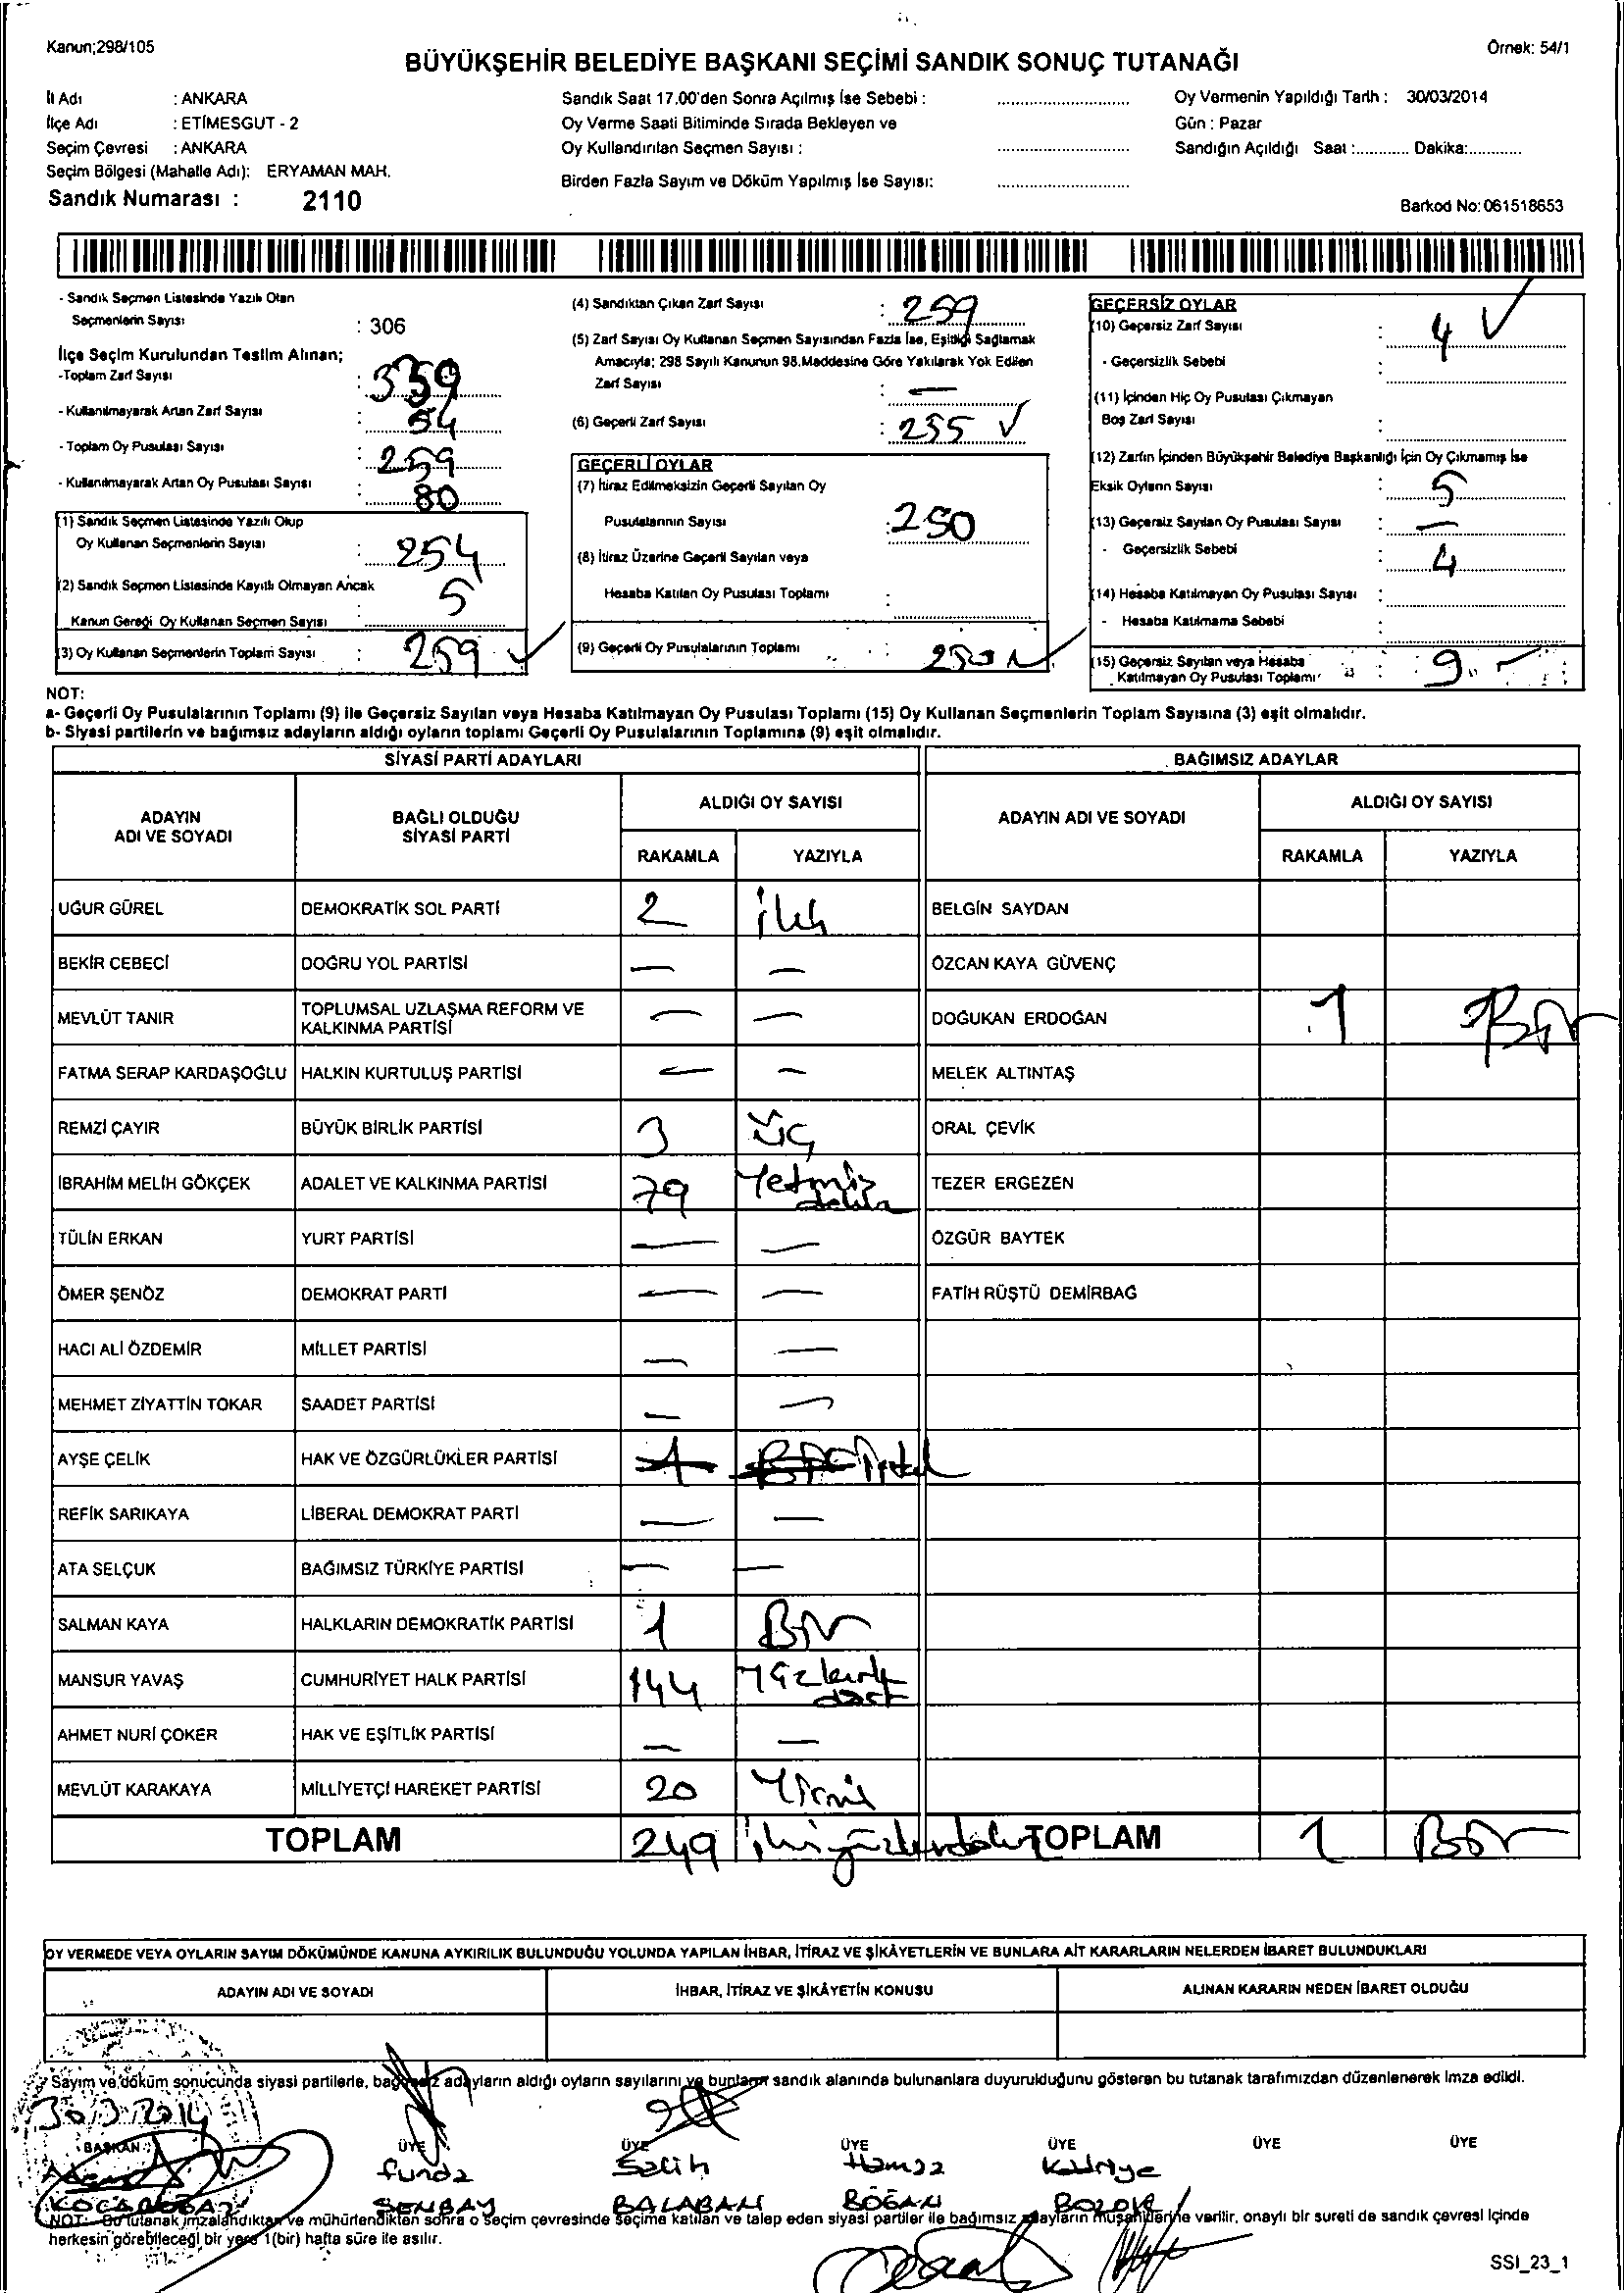 Kanun;298/105
Örnek: 54/1
BÜYÜKŞEHİR BELEDİYE BAŞKANI SEÇİMİ SANDIK SONUÇ TUTANAĞI
İl Adı : ANKARA
İlçe Adı : ETİMESGUT - 2
Seçim Çevresi : ANKARA
Seçim Bölgesi (Mahalle Adı): ERYAMAN MAH.
Sandık Numarası : 2110
Sandık Saat 17.00'den Sonra Açılmış İse Sebebi :
Oy Verme Saati Bitiminde Sırada Bekleyen ve
Oy Kullandırılan Seçmen Sayısı :
Birden Fazla Sayım ve Döküm Yapılmış İse Sayısı:
Oy Vermenin Yapıldığı Tarih : 30/03/2014
Gün : Pazar
Sandığın Açıldığı Saat :............ Dakika:............
Barkod No: 061518653
- Sandık Seçmen Listesinde Yazılı Olan
Seçmenlerin Sayısı : 306
İlçe Seçim Kurulundan Teslim Alınan;
-Toplam Zarf Sayısı : 339
- Kullanılmayarak Artan Zarf Sayısı : 54
- Toplam Oy Pusulası Sayısı : 259
- Kullanılmayarak Artan Oy Pusulası Sayısı : 80
(1) Sandık Seçmen Listesinde Yazılı Olup
Oy Kullanan Seçmenlerin Sayısı : 254
(2) Sandık Seçmen Listesinde Kayıtlı Olmayan Ancak
Kanun Gereği Oy Kullanan Seçmen Sayısı : 5
(3) Oy Kullanan Seçmenlerin Toplam Sayısı : 259
(4) Sandıktan Çıkan Zarf Sayısı : 259
(5) Zarf Sayısı Oy Kullanan Seçmen Sayısından Fazla İse, Eşitliği Sağlamak
Amacıyla; 298 Sayılı Kanunun 98.Maddesine Göre Yakılarak Yok Edilen
Zarf Sayısı : —
(6) Geçerli Zarf Sayısı : 255
GEÇERLİ OYLAR
(7) İtiraz Edilmeksizin Geçerli Sayılan Oy
Pusulalarının Sayısı : 250
(8) İtiraz Üzerine Geçerli Sayılan veya
Hesaba Katılan Oy Pusulası Toplamı :
(9) Geçerli Oy Pusulalarının Toplamı : 250
GEÇERSİZ OYLAR
(10) Geçersiz Zarf Sayısı : 4
- Geçersizlik Sebebi :
(11) İçinden Hiç Oy Pusulası Çıkmayan
Boş Zarf Sayısı :
(12) Zarfın İçinden Büyükşehir Belediye Başkanlığı İçin Oy Çıkmamış İse
Eksik Oyların Sayısı : 5
(13) Geçersiz Sayılan Oy Pusulası Sayısı : —
- Geçersizlik Sebebi : 4
(14) Hesaba Katılmayan Oy Pusulası Sayısı :
- Hesaba Katılmama Sebebi :
(15) Geçersiz Sayılan veya Hesaba
Katılmayan Oy Pusulası Toplamı : 9
NOT:
a- Geçerli Oy Pusulalarının Toplamı (9) ile Geçersiz Sayılan veya Hesaba Katılmayan Oy Pusulası Toplamı (15) Oy Kullanan Seçmenlerin Toplam Sayısına (3) eşit olmalıdır.
b- Siyasi partilerin ve bağımsız adayların aldığı oyların toplamı Geçerli Oy Pusulalarının Toplamına (9) eşit olmalıdır.
SİYASİ PARTİ ADAYLARI
BAĞIMSIZ ADAYLAR
ADAYIN ADI VE SOYADI
BAĞLI OLDUĞU SİYASİ PARTİ
ALDIĞI OY SAYISI
RAKAMLA YAZIYLA
ADAYIN ADI VE SOYADI
ALDIĞI OY SAYISI
RAKAMLA YAZIYLA
UĞUR GÜREL DEMOKRATİK SOL PARTİ 2 iki BELGİN SAYDAN
BEKİR CEBECİ DOĞRU YOL PARTİSİ — — ÖZCAN KAYA GÜVENÇ
MEVLÜT TANIR TOPLUMSAL UZLAŞMA REFORM VE KALKINMA PARTİSİ — — DOĞUKAN ERDOĞAN 1 Bir
FATMA SERAP KARDAŞOĞLU HALKIN KURTULUŞ PARTİSİ — — MELEK ALTINTAŞ
REMZİ ÇAYIR BÜYÜK BİRLİK PARTİSİ 3 üç ORAL ÇEVİK
İBRAHİM MELİH GÖKÇEK ADALET VE KALKINMA PARTİSİ 79 Yetmiş dokuz TEZER ERGEZEN
TÜLİN ERKAN YURT PARTİSİ — — ÖZGÜR BAYTEK
ÖMER ŞENÖZ DEMOKRAT PARTİ — — FATİH RÜŞTÜ DEMİRBAĞ
HACI ALİ ÖZDEMİR MİLLET PARTİSİ — —
MEHMET ZİYATTİN TOKAR SAADET PARTİSİ — —
AYŞE ÇELİK HAK VE ÖZGÜRLÜKLER PARTİSİ 1 Bir iptal
REFİK SARIKAYA LİBERAL DEMOKRAT PARTİ — —
ATA SELÇUK BAĞIMSIZ TÜRKİYE PARTİSİ — —
SALMAN KAYA HALKLARIN DEMOKRATİK PARTİSİ 1 Bir
MANSUR YAVAŞ CUMHURİYET HALK PARTİSİ 144 Yüzkırk dört
AHMET NURİ ÇOKER HAK VE EŞİTLİK PARTİSİ — —
MEVLÜT KARAKAYA MİLLİYETÇİ HAREKET PARTİSİ 20 Yirmi
TOPLAM 249 TOPLAM 1 Bir
OY VERMEDE VEYA OYLARIN SAYIM DÖKÜMÜNDE KANUNA AYKIRILIK BULUNDUĞU YOLUNDA YAPILAN İHBAR, İTİRAZ VE ŞİKÂYETLERİN VE BUNLARA AİT KARARLARIN NELERDEN İBARET BULUNDUKLARI
ADAYIN ADI VE SOYADI İHBAR, İTİRAZ VE ŞİKÂYETİN KONUSU ALINAN KARARIN NEDEN İBARET OLDUĞU
Sayım ve döküm sonucunda siyasi partilerle, bağımsız adayların aldığı oyların sayılarını ve bunların sandık alanında bulunanlara duyurulduğunu gösteren bu tutanak tarafımızdan düzenlenerek imza edildi.
30/3/2014
BAŞKAN ÜYE ÜYE ÜYE ÜYE ÜYE ÜYE
Funda Salih Hamza Kadriye
ŞENBAY BALABAN BOĞAN
NOT: Bu tutanak imzalandıktan ve mühürlendikten sonra o seçim çevresinde seçime katılan ve talep eden siyasi partiler ile bağımsız adayların müşahitlerine verilir, onaylı bir sureti de sandık çevresi içinde
herkesin görebileceği bir yere 1(bir) hafta süre ile asılır.
SSI_23_1